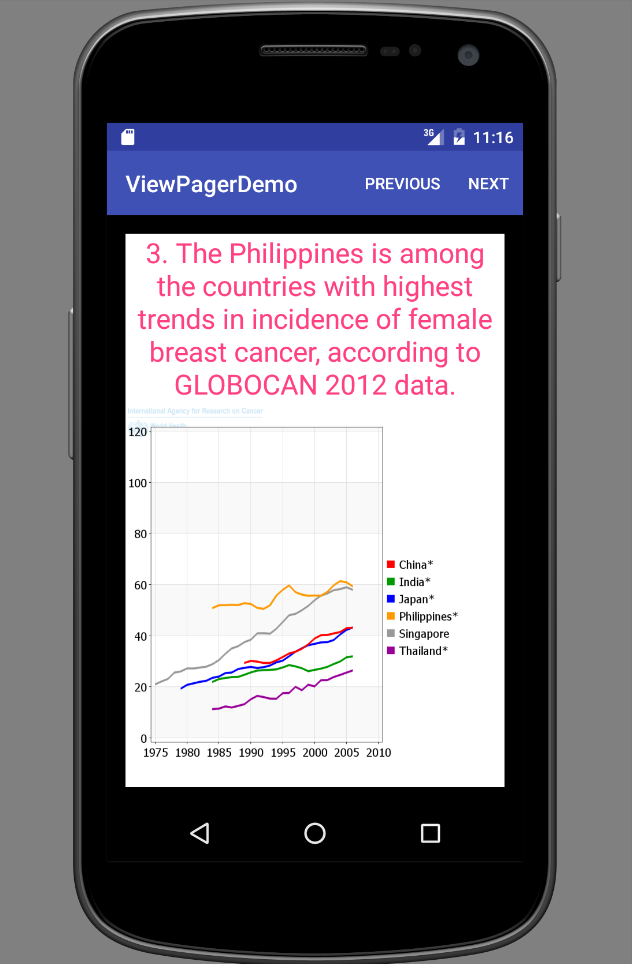 3G 11:16
ViewPagerDemo PREVIOUS NEXT
3. The Philippines is among
the countries with highest
trends in incidence of female
breast cancer, according to
GLOBOCAN 2012 data.
International Agency for Research on Cancer
World Health
120
100
80
60
40
20
0
1975 1980 1985 1990 1995 2000 2005 2010
China*
India*
Japan*
Philippines*
Singapore
Thailand*